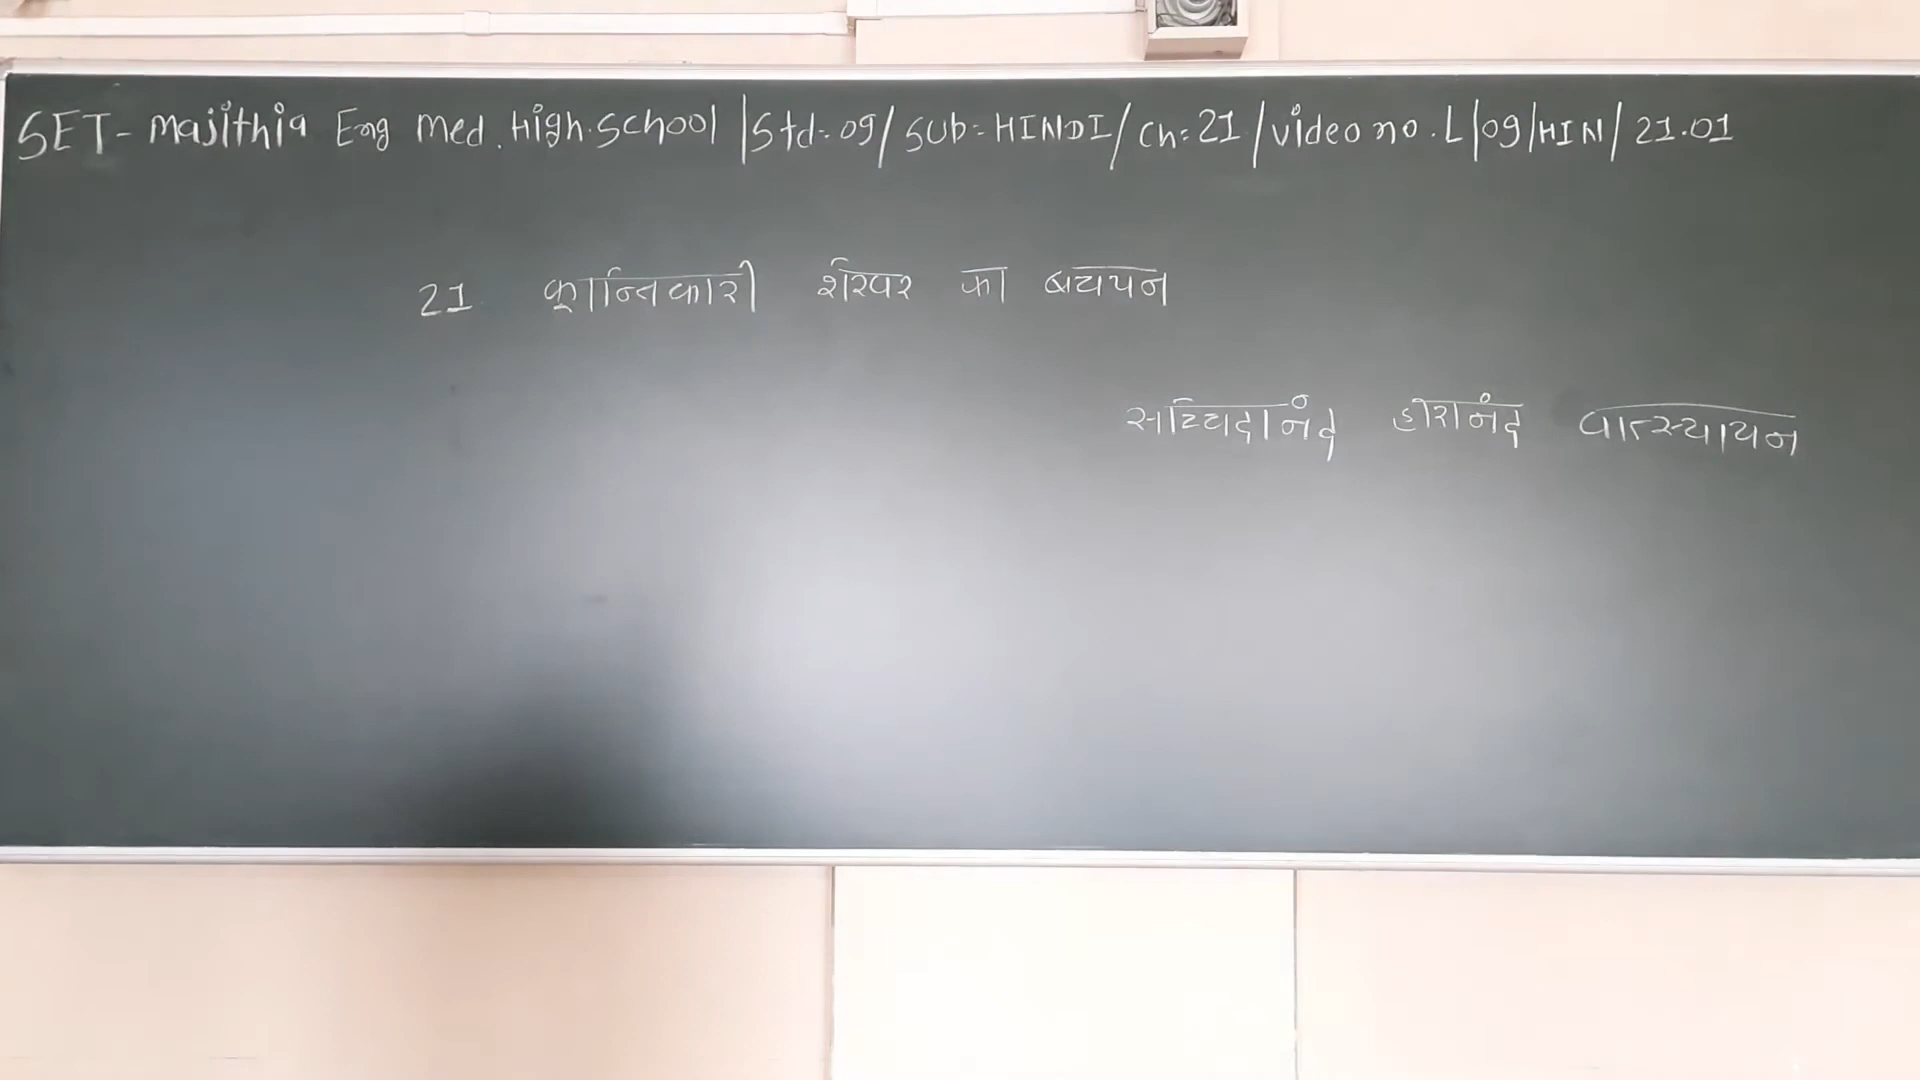 SET- Majithia Eng Med. High. School | Std:- 09 / SUb:- HINDI / Ch:- 21 / Video no. L | 09 | HIN / 21.01
21 क्रान्तिकारी शेखर का बचपन
सच्चिदानंद हीरानंद वात्स्यायन